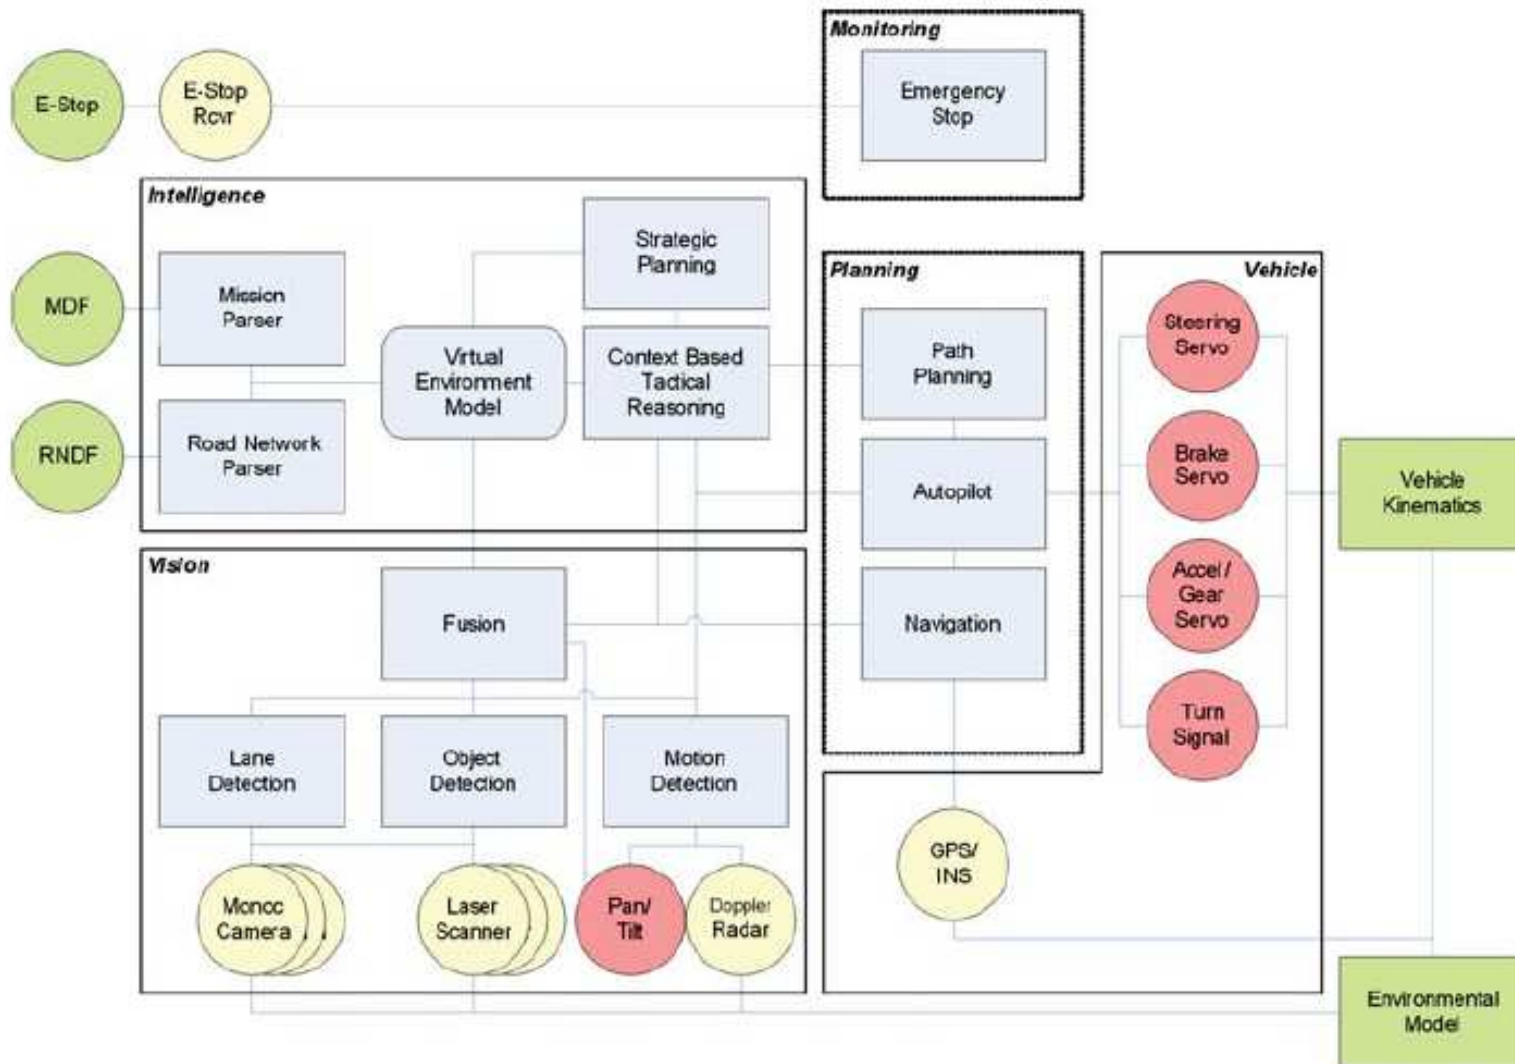 Monitoring
E-Stop
E-Stop
Rcvr
Emergency
Stop
Intelligence
Strategic
Planning
Mission
Parser
MDF
Virtual
Environment
Model
Context Based
Tactical
Reasoning
Road Network
Parser
RNDF
Planning
Path
Planning
Autopilot
Navigation
Vehicle
Steering
Servo
Brake
Servo
Accel/
Gear
Servo
Turn
Signal
Vehicle
Kinematics
Vision
Fusion
Lane
Detection
Object
Detection
Motion
Detection
Monoc
Camera
Laser
Scanner
Pan/
Tilt
Doppler
Radar
GPS/
INS
Environmental
Model